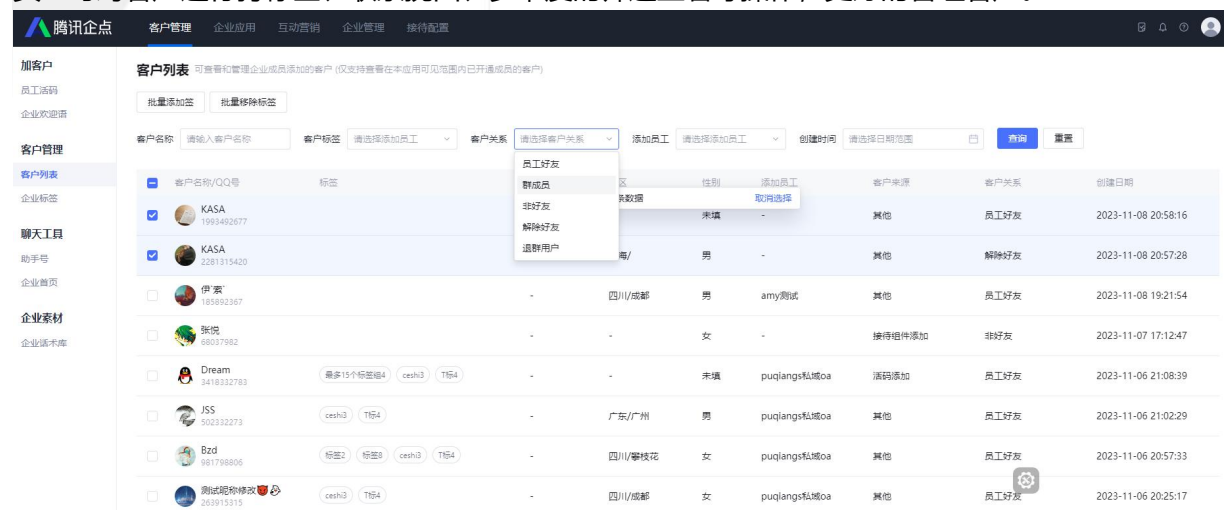 腾讯企点 客户管理 企业应用 互动营销 企业管理 接待配置
加客户
员工活码
企业欢迎语
客户管理
客户列表
企业标签
聊天工具
助手号
企业首页
企业素材
企业话术库
客户列表 可查看和管理企业成员添加的客户 (仅支持查看在本应用可见范围内已开通成员的客户)
批量添加签 批量移除标签
客户名称 请输入客户名称 客户标签 请选择添加员工 客户关系 请选择客户关系 添加员工 请选择添加员工 创建时间 请选择日期范围 查询 重置
员工好友
群成员
非好友
解除好友
退群用户
客户名称/QQ号 标签 区 性别 添加员工 客户来源 客户关系 创建日期
条数据 取消选择
KASA 未填 - 其他 员工好友 2023-11-08 20:58:16
1993492677
KASA 海/ 男 - 其他 解除好友 2023-11-08 20:57:28
2281315420
伊˙索˙ - 四川/成都 男 amy测试 其他 员工好友 2023-11-08 19:21:54
185892367
张悦 - - 女 - 接待组件添加 非好友 2023-11-07 17:12:47
68037982
Dream 最多15个标签组4 ceshi3 T标4 - - 未填 puqiangs私域oa 活码添加 员工好友 2023-11-06 21:08:39
3418332783
JSS ceshi3 T标4 - 广东/广州 男 puqiangs私域oa 其他 员工好友 2023-11-06 21:02:29
502332273
Bzd 标签2 标签8 ceshi3 T标4 - 四川/攀枝花 女 puqiangs私域oa 其他 员工好友 2023-11-06 20:57:33
981798806
测试昵称修改 ceshi3 T标4 - 四川/成都 女 puqiangs私域oa 其他 员工好友 2023-11-06 20:25:17
263915315